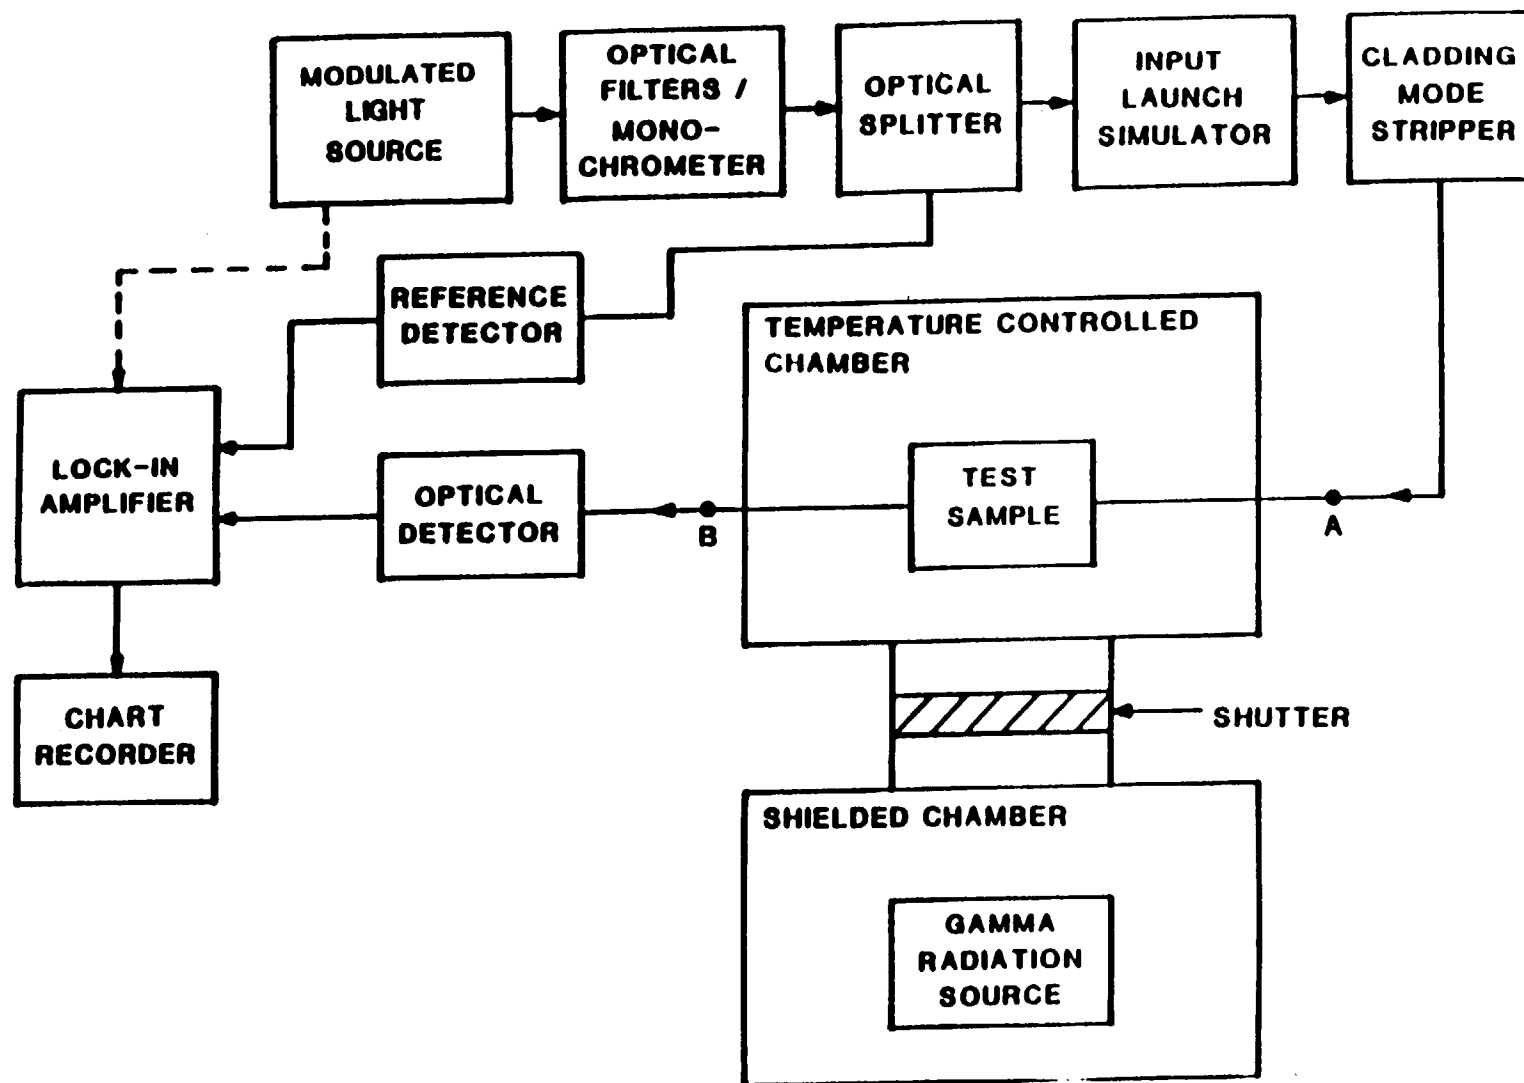 MODULATED
LIGHT
SOURCE
OPTICAL
FILTERS /
MONO-
CHROMETER
OPTICAL
SPLITTER
INPUT
LAUNCH
SIMULATOR
CLADDING
MODE
STRIPPER
REFERENCE
DETECTOR
TEMPERATURE CONTROLLED
CHAMBER
LOCK-IN
AMPLIFIER
OPTICAL
DETECTOR
B
TEST
SAMPLE
A
CHART
RECORDER
SHUTTER
SHIELDED CHAMBER
GAMMA
RADIATION
SOURCE